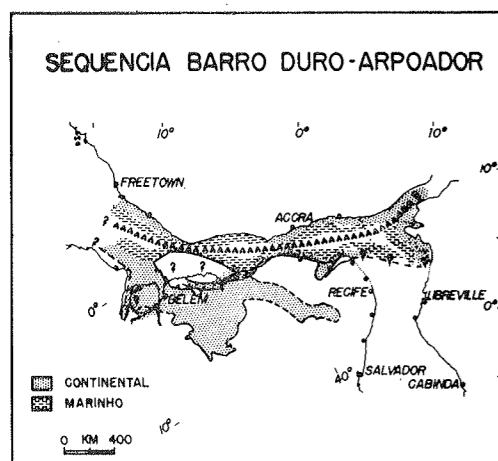 SEQUENCIA BARRO DURO-ARPOADOR
10° 0° 10°
10°
FREETOWN
?
ACCRA
?
? ?
BELEM
?
RECIFE
LIBREVILLE
0°
0°
SALVADOR
40°
CABINDA
CONTINENTAL
MARINHO
10°
0 KM 400